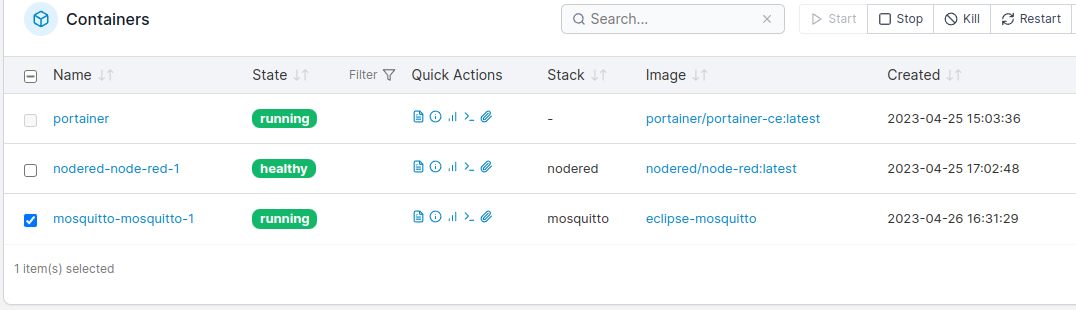 Containers Search... Start Stop Kill Restart
Name State Filter Quick Actions Stack Image Created
portainer running - portainer/portainer-ce:latest 2023-04-25 15:03:36
nodered-node-red-1 healthy nodered nodered/node-red:latest 2023-04-25 17:02:48
mosquitto-mosquitto-1 running mosquitto eclipse-mosquitto 2023-04-26 16:31:29
1 item(s) selected